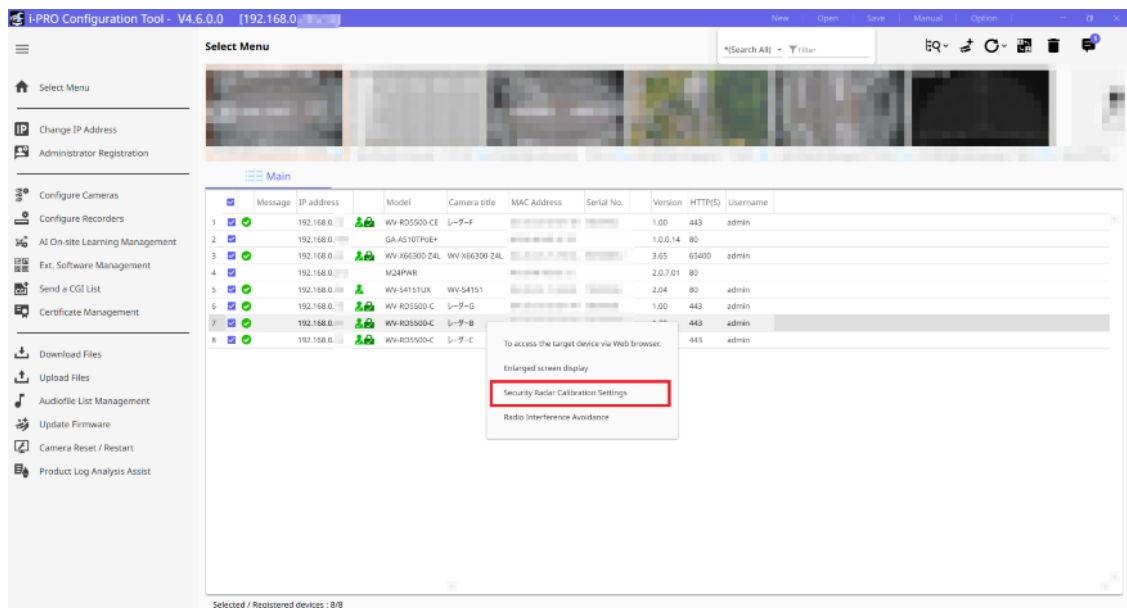 i-PRO Configuration Tool - V4.6.0.0 [192.168.0
New Open Save Manual Option
Select Menu
*(Search All) Filter
Select Menu
Change IP Address
Administrator Registration
Configure Cameras
Configure Recorders
AI On-site Learning Management
Ext. Software Management
Send a CGI List
Certificate Management
Download Files
Upload Files
Audiofile List Management
Update Firmware
Camera Reset / Restart
Product Log Analysis Assist
Main
Message IP address Model Camera title MAC Address Serial No. Version HTTP(S) Username
1 192.168.0. WV-RD5500-CE レーダーF 1.00 443 admin
2 192.168.0. GA-AS10TPoE+ 1.0.0.14 80
3 192.168.0. WV-X66300-Z4L WV-X66300-Z4L 3.65 65400 admin
4 192.168.0. M24PWR 2.0.7.01 80
5 192.168.0. WV-S4151UX WV-S4151 2.04 80 admin
6 192.168.0. WV-RD5500-C レーダーG 1.00 443 admin
7 192.168.0. WV-RD5500-C レーダーB 443 admin
8 192.168.0. WV-RD5500-C レーダーC 443 admin
To access the target device via Web browser.
Enlarged screen display
Security Radar Calibration Settings
Radio Interference Avoidance
Selected / Registered devices : 8/8